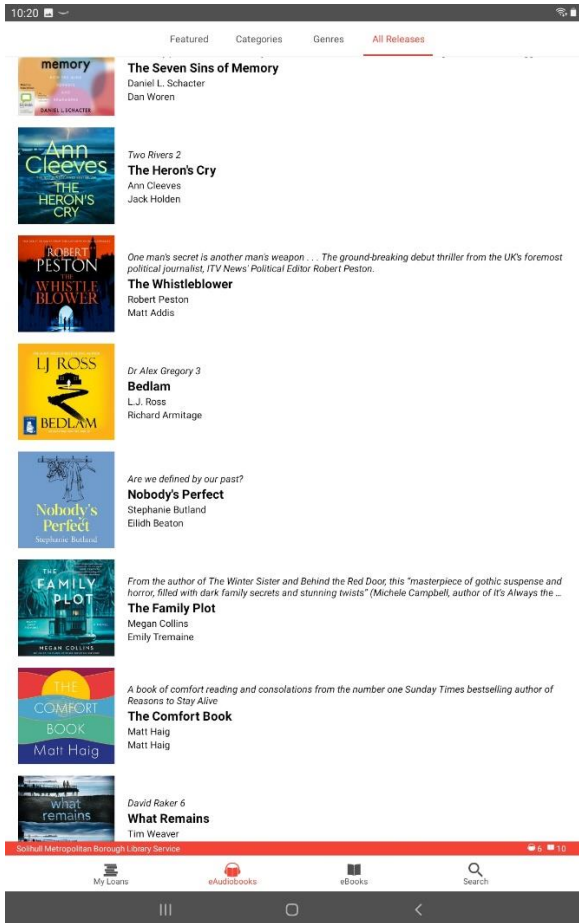 10:20
Featured Categories Genres All Releases
memory
DANIEL L SCHACTER
The Seven Sins of Memory
Daniel L. Schacter
Dan Woren
Ann
Cleeves
THE
HERON'S
CRY
Two Rivers 2
The Heron's Cry
Ann Cleeves
Jack Holden
ROBERT
PESTON
THE
WHISTLE
BLOWER
One man's secret is another man's weapon . . . The ground-breaking debut thriller from the UK's foremost
political journalist, ITV News' Political Editor Robert Peston.
The Whistleblower
Robert Peston
Matt Addis
LJ ROSS
BEDLAM
Dr Alex Gregory 3
Bedlam
L.J. Ross
Richard Armitage
Nobody's
Perfect
Stephanie Butland
Are we defined by our past?
Nobody's Perfect
Stephanie Butland
Eilidh Beaton
THE
FAMILY
PLOT
MEGAN COLLINS
From the author of The Winter Sister and Behind the Red Door, this "masterpiece of gothic suspense and
horror, filled with dark family secrets and stunning twists" (Michele Campbell, author of It's Always the ...
The Family Plot
Megan Collins
Emily Tremaine
THE
COMFORT
BOOK
Matt Haig
A book of comfort reading and consolations from the number one Sunday Times bestselling author of
Reasons to Stay Alive
The Comfort Book
Matt Haig
Matt Haig
what
remains
David Raker 6
What Remains
Tim Weaver
Solihull Metropolitan Borough Library Service 6 10
My Loans eAudiobooks eBooks Search